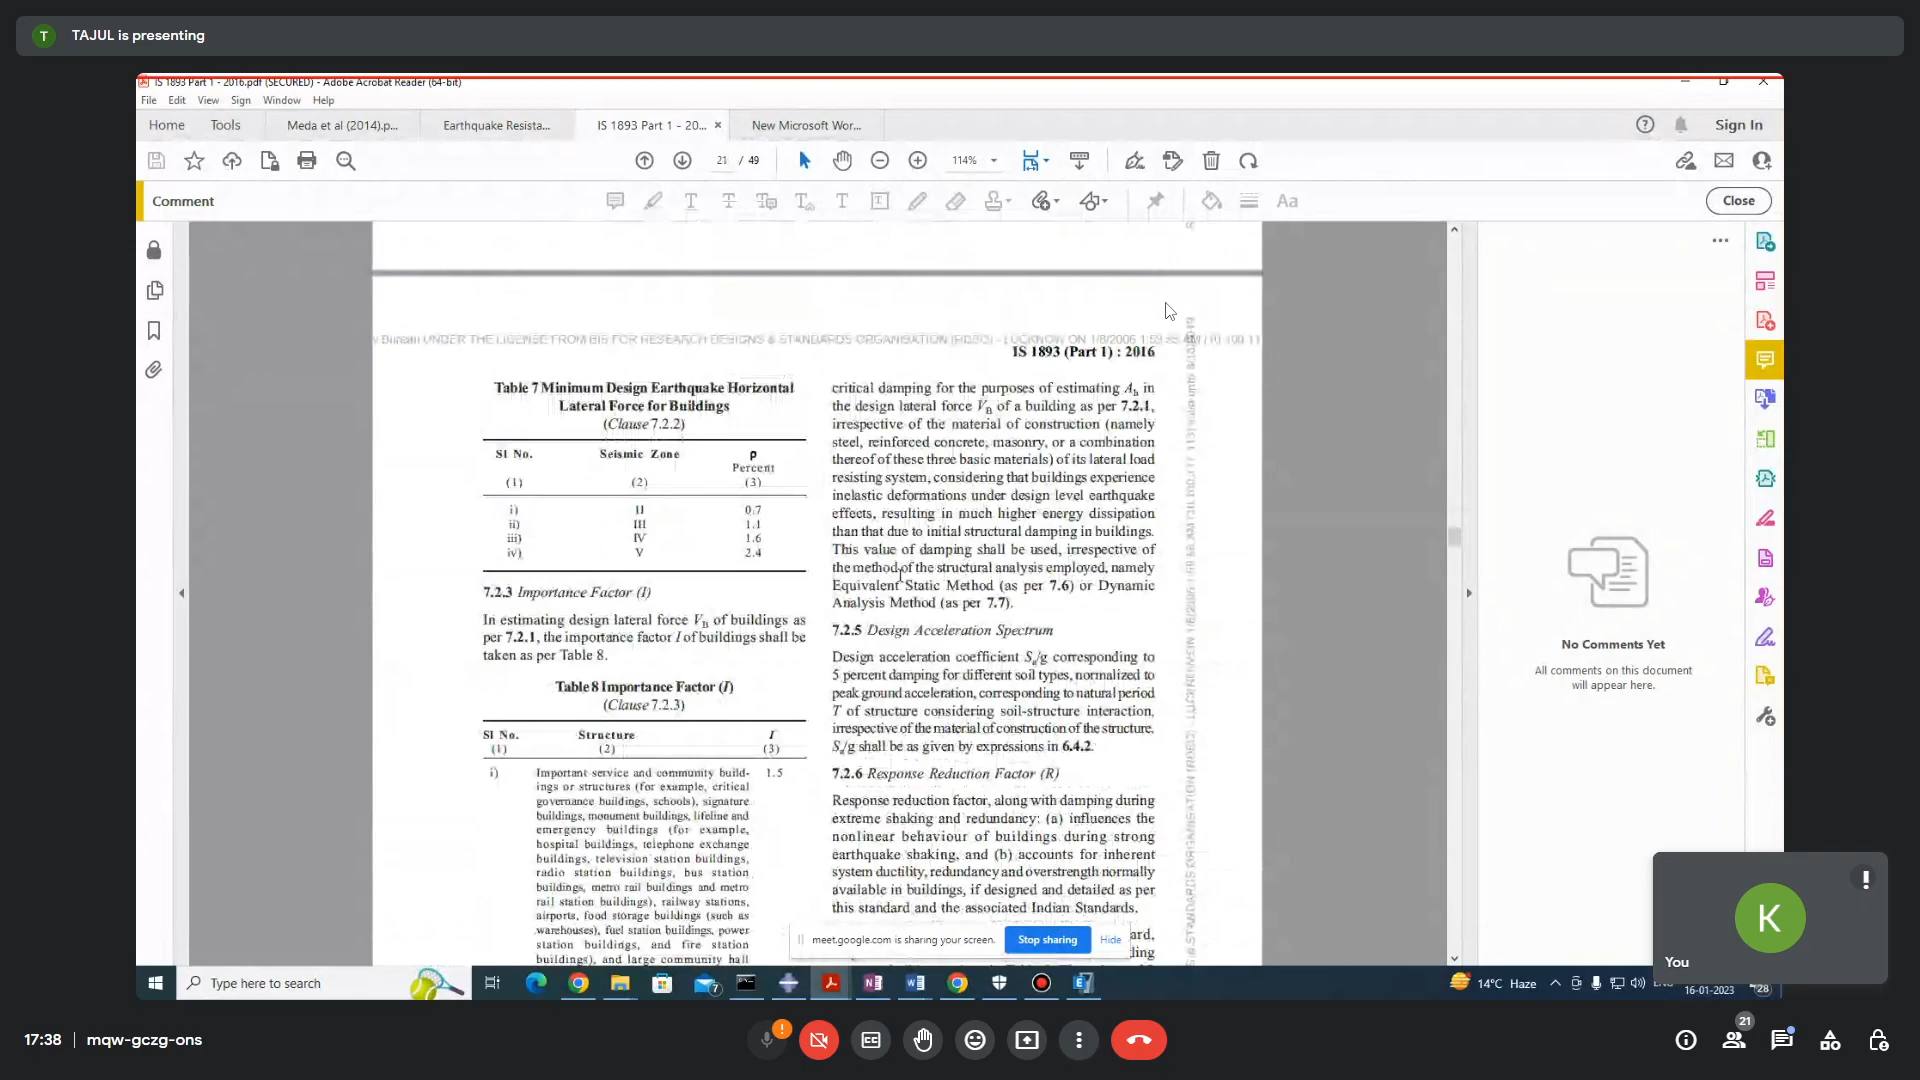 T
TAJUL is presenting
IS 1893 Part 1 - 2016.pdf (SECURED) - Adobe Acrobat Reader (64-bit)
File Edit View Sign Window Help
Home Tools Meda et al (2014).p... Earthquake Resista... IS 1893 Part 1 - 20... New Microsoft Wor... Sign In
21 / 49 114%
Comment Close
IS 1893 (Part 1) : 2016
Table 7 Minimum Design Earthquake Horizontal
Lateral Force for Buildings
(Clause 7.2.2)
Sl No. Seismic Zone ρ
Percent
(1) (2) (3)
i) II 0.7
ii) III 1.1
iii) IV 1.6
iv) V 2.4
7.2.3 Importance Factor (I)
In estimating design lateral force VB of buildings as
per 7.2.1, the importance factor I of buildings shall be
taken as per Table 8.
Table 8 Importance Factor (I)
(Clause 7.2.3)
Sl No. Structure I
(1) (2) (3)
i) Important service and community build- 1.5
ings or structures (for example, critical
governance buildings, schools), signature
buildings, monument buildings, lifeline and
emergency buildings (for example,
hospital buildings, telephone exchange
buildings, television station buildings,
radio station buildings, bus station
buildings, metro rail buildings and metro
rail station buildings), railway stations,
airports, food storage buildings (such as
warehouses), fuel station buildings, power
station buildings, and fire station
buildings), and large community hall
critical damping for the purposes of estimating Ah in
the design lateral force VB of a building as per 7.2.1,
irrespective of the material of construction (namely
steel, reinforced concrete, masonry, or a combination
thereof of these three basic materials) of its lateral load
resisting system, considering that buildings experience
inelastic deformations under design level earthquake
effects, resulting in much higher energy dissipation
than that due to initial structural damping in buildings.
This value of damping shall be used, irrespective of
the method of the structural analysis employed, namely
Equivalent Static Method (as per 7.6) or Dynamic
Analysis Method (as per 7.7).
7.2.5 Design Acceleration Spectrum
Design acceleration coefficient Sa/g corresponding to
5 percent damping for different soil types, normalized to
peak ground acceleration, corresponding to natural period
T of structure considering soil-structure interaction,
irrespective of the material of construction of the structure.
Sa/g shall be as given by expressions in 6.4.2.
7.2.6 Response Reduction Factor (R)
Response reduction factor, along with damping during
extreme shaking and redundancy: (a) influences the
nonlinear behaviour of buildings during strong
earthquake shaking, and (b) accounts for inherent
system ductility, redundancy and overstrength normally
available in buildings, if designed and detailed as per
this standard and the associated Indian Standards.
No Comments Yet
All comments on this document
will appear here.
meet.google.com is sharing your screen. Stop sharing Hide
K
You
Type here to search
7
14°C Haze
16-01-2023
28
17:38 mqw-gczg-ons
21